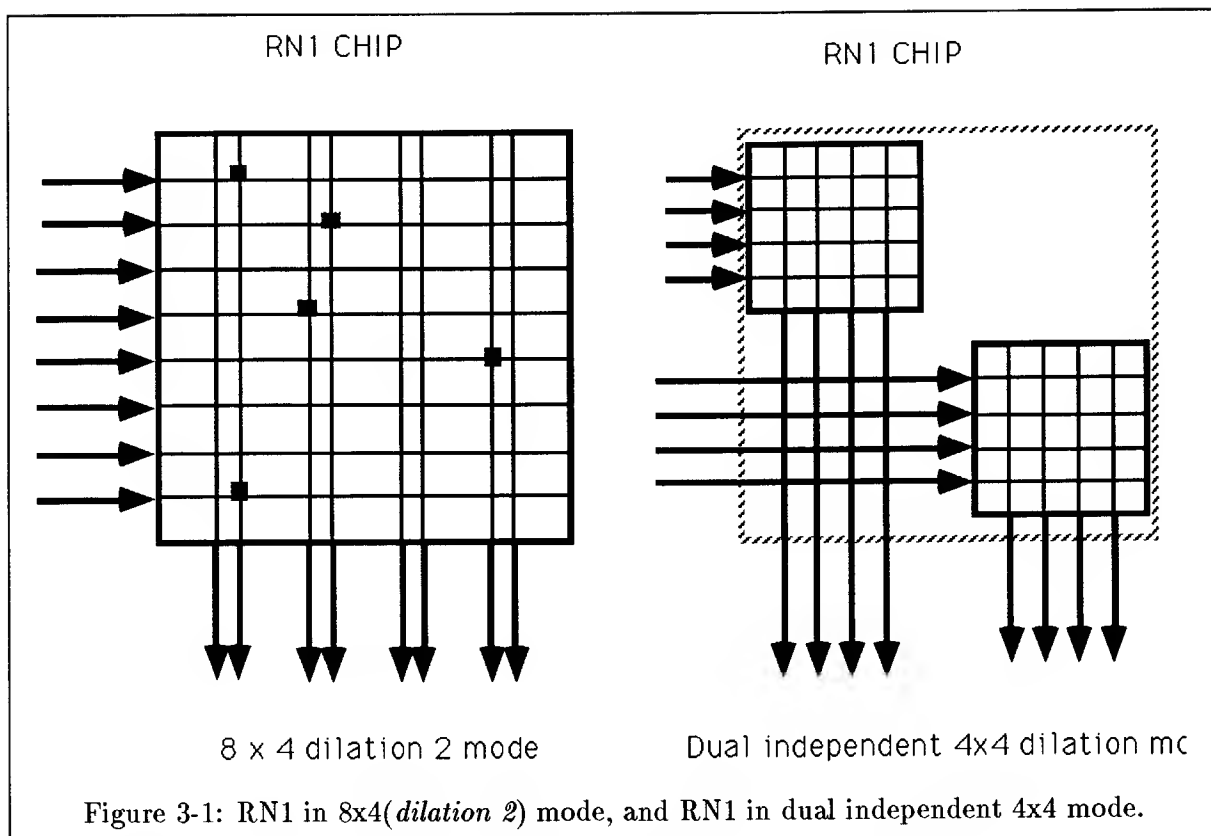 RN1 CHIP
RN1 CHIP
8 x 4 dilation 2 mode
Dual independent 4x4 dilation mc
Figure 3-1: RN1 in 8x4(dilation 2) mode, and RN1 in dual independent 4x4 mode.